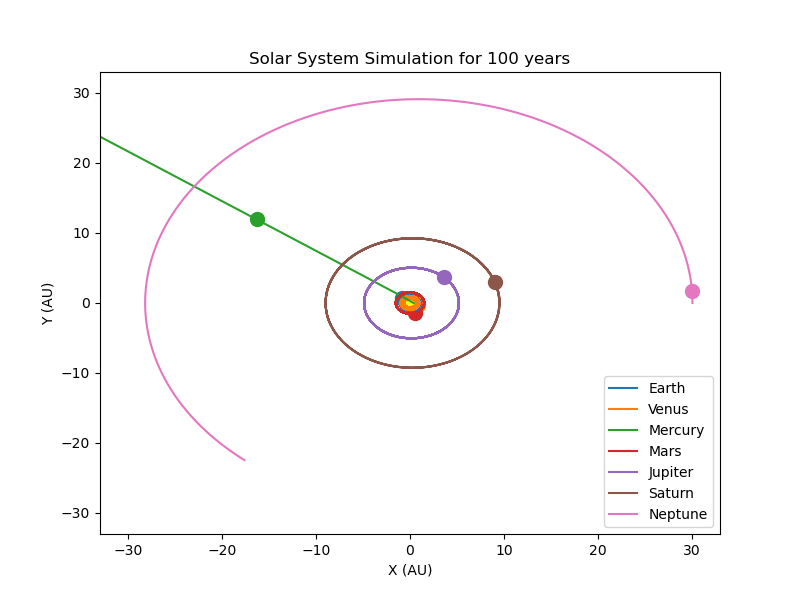 Solar System Simulation for 100 years
30
20
10
0
−10
−20
−30
Y (AU)
−30
−20
−10
0
10
20
30
X (AU)
Earth
Venus
Mercury
Mars
Jupiter
Saturn
Neptune